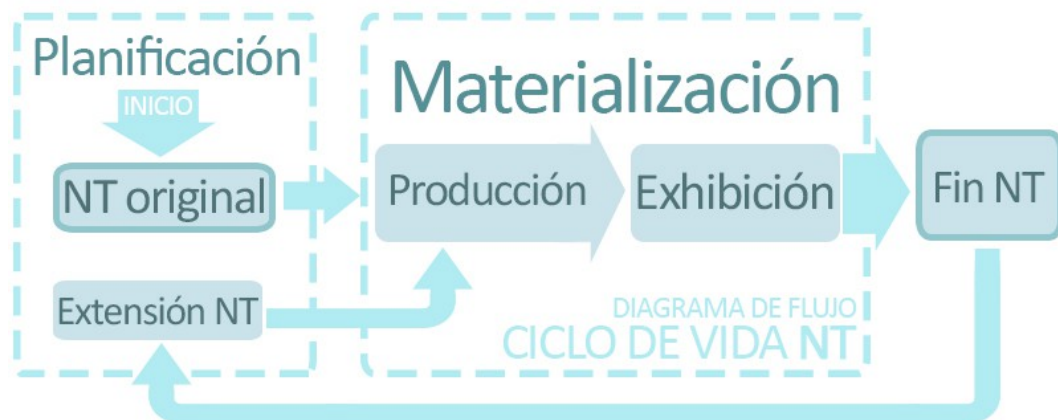 Planificación
INICIO
NT original
Extensión NT
Materialización
Producción
Exhibición
DIAGRAMA DE FLUJO
CICLO DE VIDA NT
Fin NT